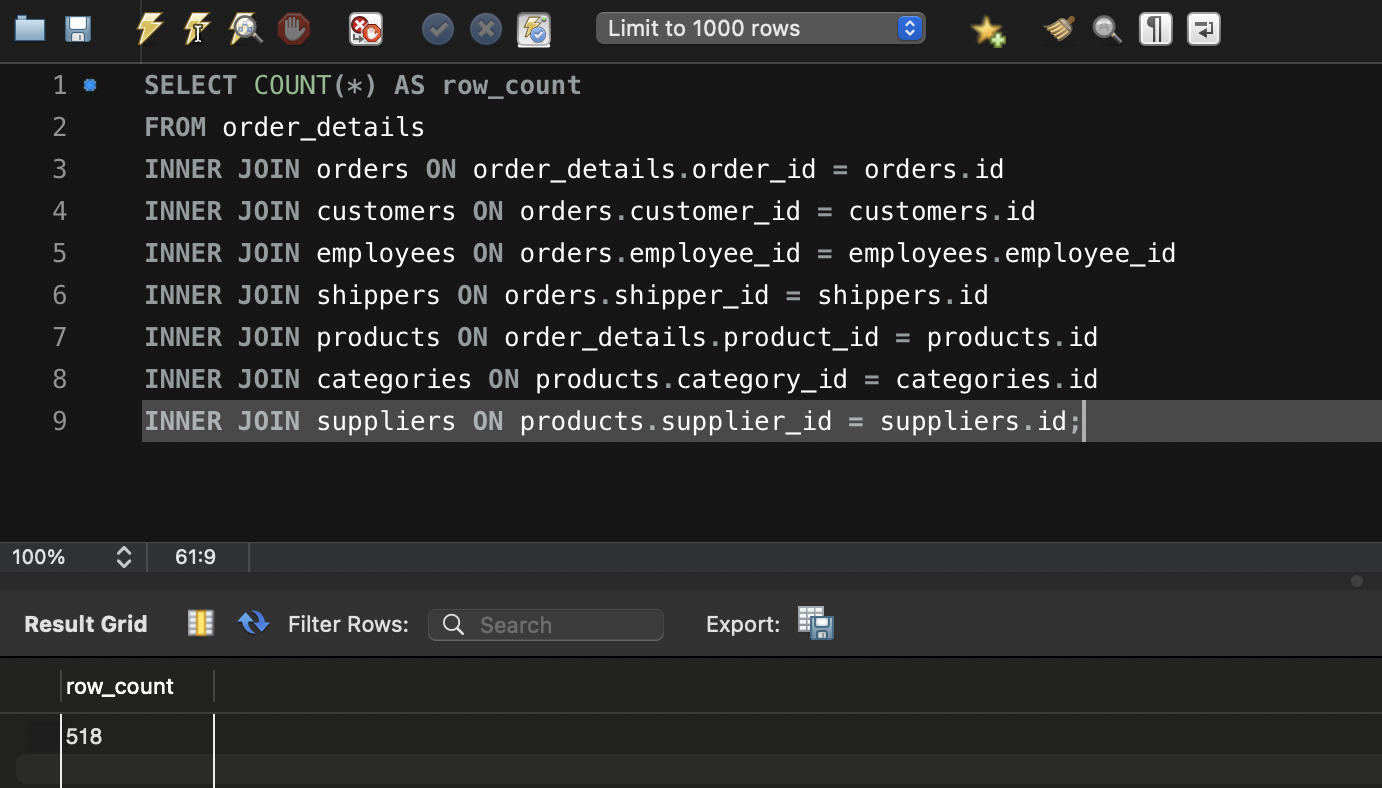 Limit to 1000 rows
1 SELECT COUNT(*) AS row_count
2 FROM order_details
3 INNER JOIN orders ON order_details.order_id = orders.id
4 INNER JOIN customers ON orders.customer_id = customers.id
5 INNER JOIN employees ON orders.employee_id = employees.employee_id
6 INNER JOIN shippers ON orders.shipper_id = shippers.id
7 INNER JOIN products ON order_details.product_id = products.id
8 INNER JOIN categories ON products.category_id = categories.id
9 INNER JOIN suppliers ON products.supplier_id = suppliers.id;
100% 61:9
Result Grid Filter Rows: Search Export:
row_count
518